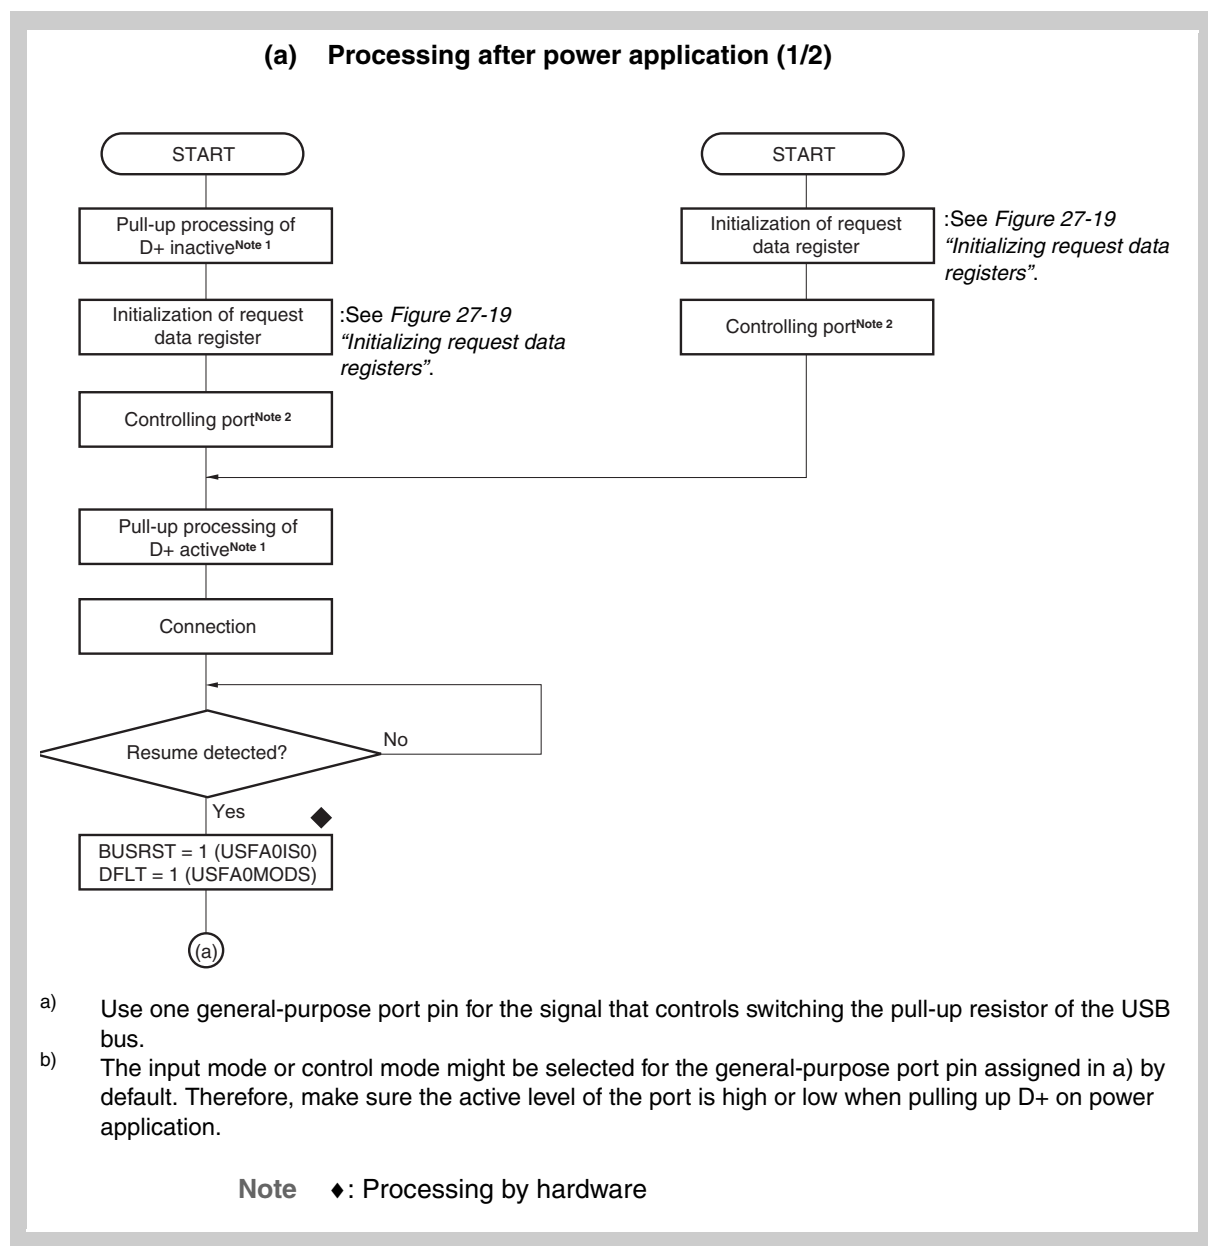 (a) Processing after power application (1/2)
START
Pull-up processing of
D+ inactiveNote 1
Initialization of request
data register
:See Figure 27-19
“Initializing request data
registers”.
Controlling portNote 2
START
Initialization of request
data register
:See Figure 27-19
“Initializing request data
registers”.
Controlling portNote 2
Pull-up processing of
D+ activeNote 1
Connection
Resume detected?
No
Yes
◆
BUSRST = 1 (USFA0IS0)
DFLT = 1 (USFA0MODS)
(a)
a) Use one general-purpose port pin for the signal that controls switching the pull-up resistor of the USB
bus.
b) The input mode or control mode might be selected for the general-purpose port pin assigned in a) by
default. Therefore, make sure the active level of the port is high or low when pulling up D+ on power
application.
Note ♦: Processing by hardware